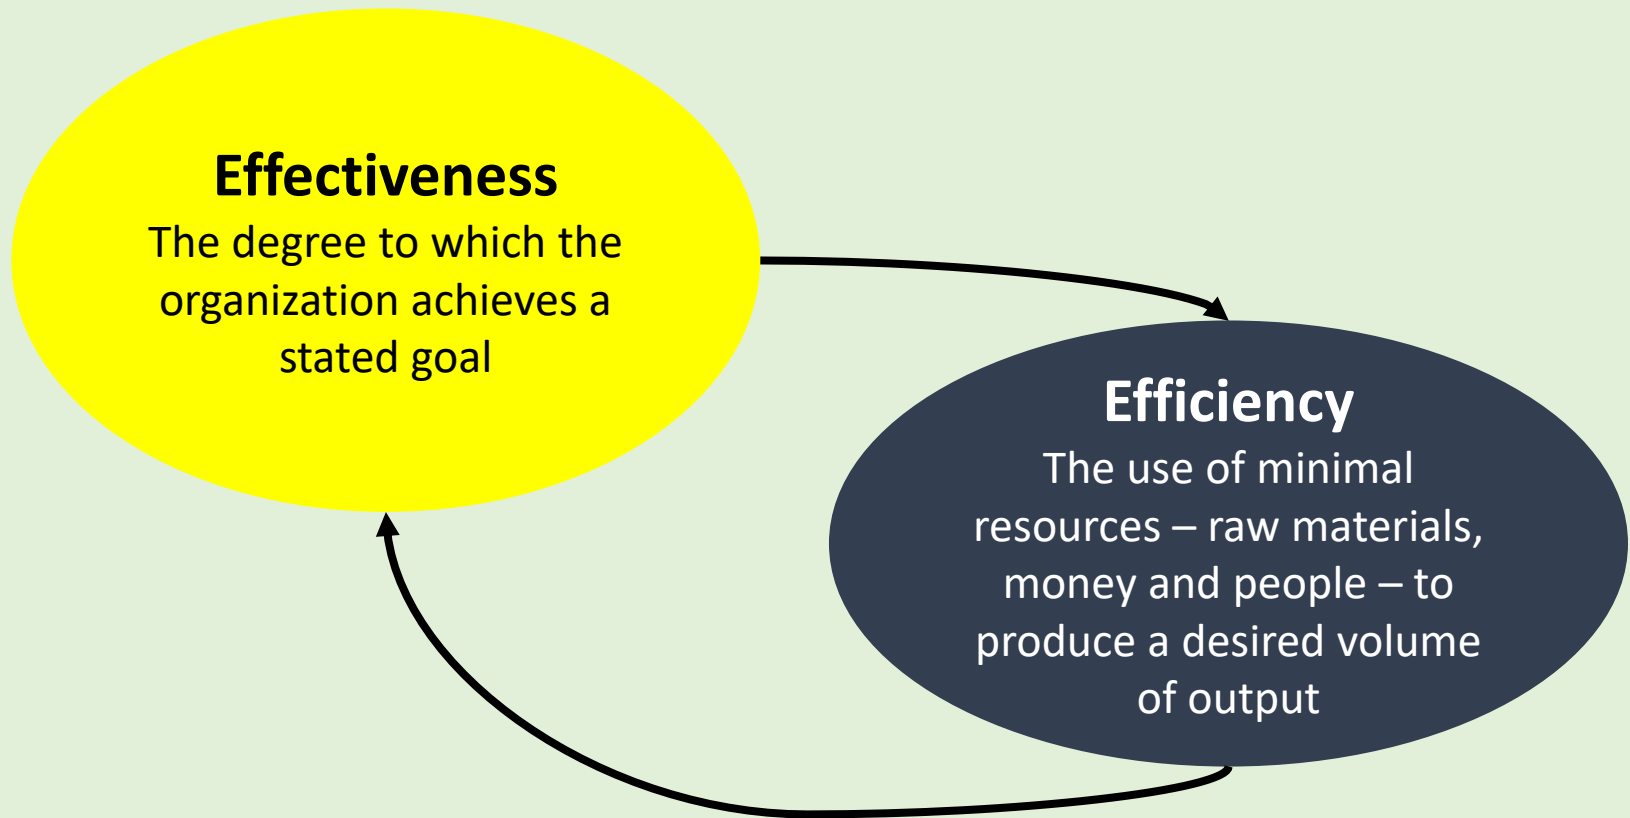 Effectiveness
The degree to which the
organization achieves a
stated goal
Efficiency
The use of minimal
resources – raw materials,
money and people – to
produce a desired volume
of output